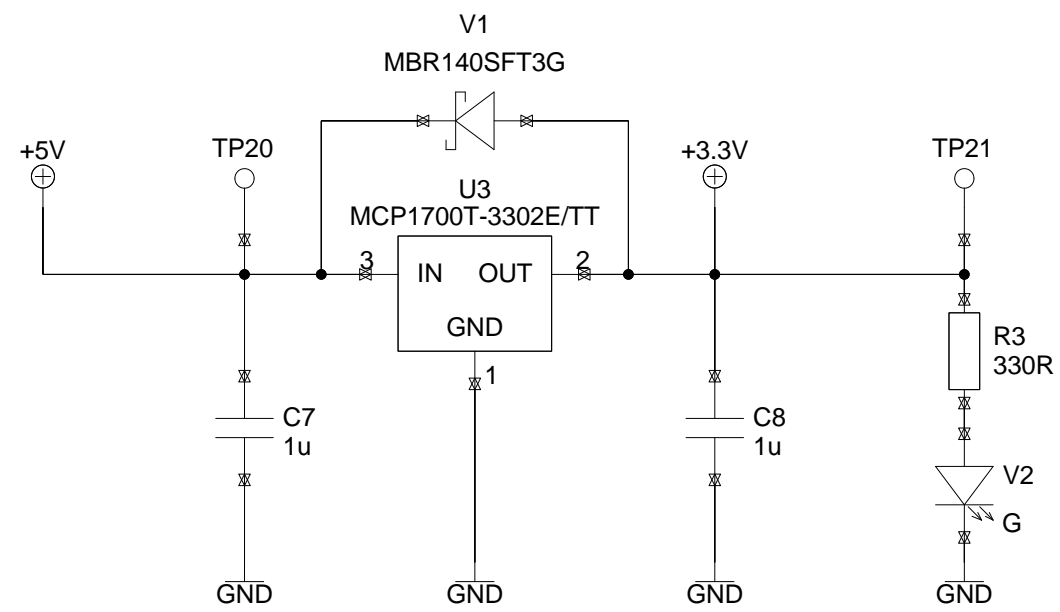 V1
MBR140SFT3G
+5V
TP20
+3.3V
TP21
U3
MCP1700T-3302E/TT
3
2
IN
OUT
GND
1
R3
330R
C7
1u
C8
1u
V2
G
GND
GND
GND
GND